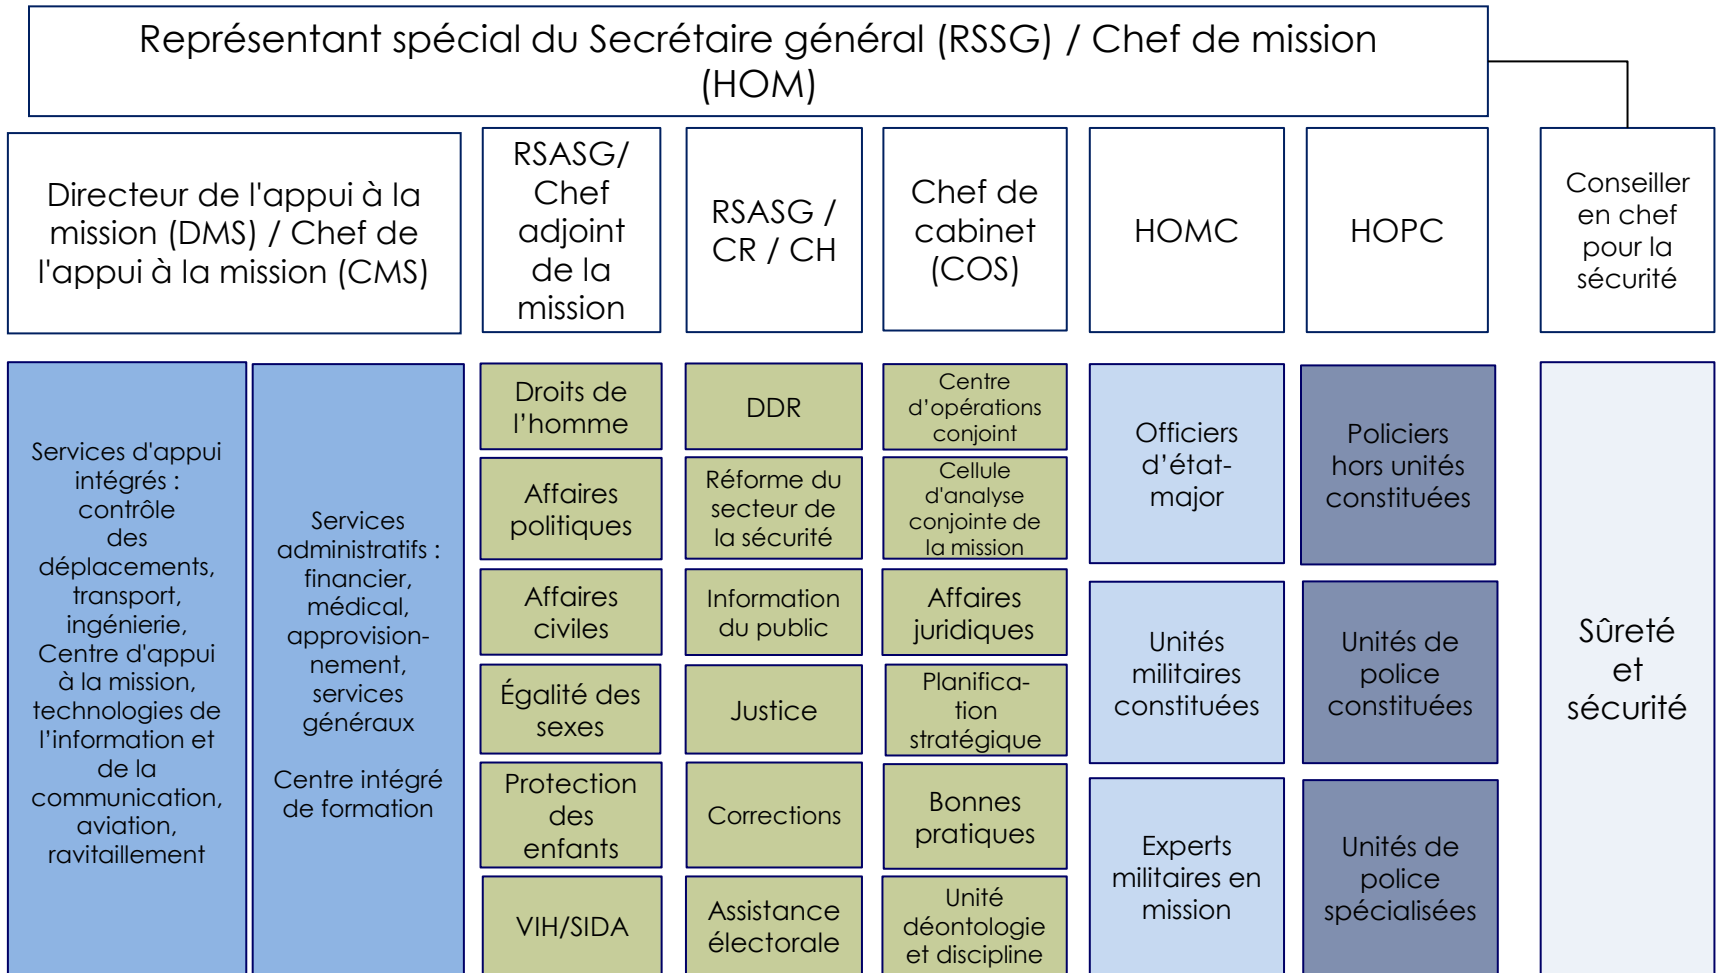 Représentant spécial du Secrétaire général (RSSG) / Chef de mission
(HOM)
Directeur de l'appui à la
mission (DMS) / Chef de
l'appui à la mission (CMS)
RSASG/
Chef
adjoint
de la
mission
RSASG /
CR / CH
Chef de
cabinet
(COS)
HOMC
HOPC
Conseiller
en chef
pour la
sécurité
Services d'appui
intégrés :
contrôle
des
déplacements,
transport,
ingénierie,
Centre d'appui
à la mission,
technologies de
l’information et
de la
communication,
aviation,
ravitaillement
Services
administratifs :
financier,
médical,
approvision-
nement,
services
généraux
Centre intégré
de formation
Droits de
l’homme
Affaires
politiques
Affaires
civiles
Égalité des
sexes
Protection
des
enfants
VIH/SIDA
DDR
Réforme du
secteur de
la sécurité
Information
du public
Justice
Corrections
Assistance
électorale
Centre
d’opérations
conjoint
Cellule
d'analyse
conjointe de
la mission
Affaires
juridiques
Planifica-
tion
stratégique
Bonnes
pratiques
Unité
déontologie
et discipline
Officiers
d’état-
major
Unités
militaires
constituées
Experts
militaires en
mission
Policiers
hors unités
constituées
Unités de
police
constituées
Unités de
police
spécialisées
Sûreté
et
sécurité